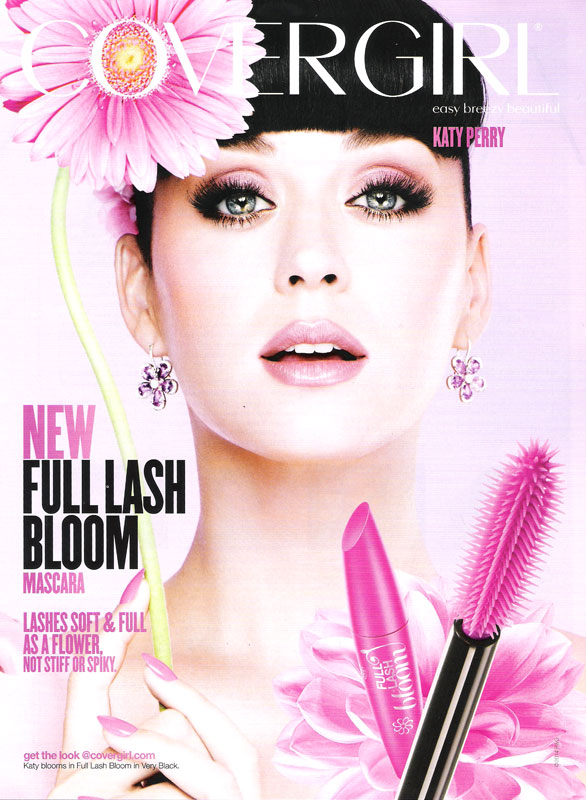 COVERGIRL®
easy breezy beautiful
KATY PERRY
NEW
FULL LASH
BLOOM
MASCARA
LASHES SOFT & FULL
AS A FLOWER,
NOT STIFF OR SPIKY.
FULL LASH
bloom
get the look @covergirl.com
Katy blooms in Full Lash Bloom in Very Black.